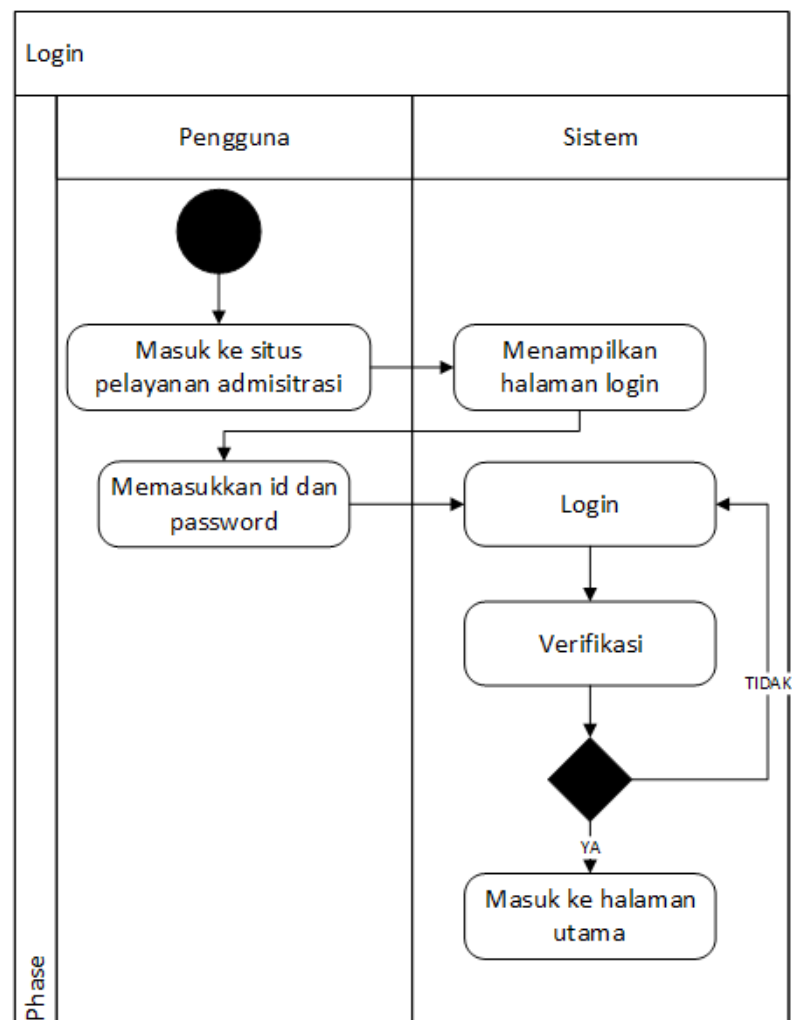 Login
Pengguna
Sistem
Masuk ke situs
pelayanan admisitrasi
Menampilkan
halaman login
Memasukkan id dan
password
Login
Verifikasi
TIDAK
YA
Masuk ke halaman
utama
Phase